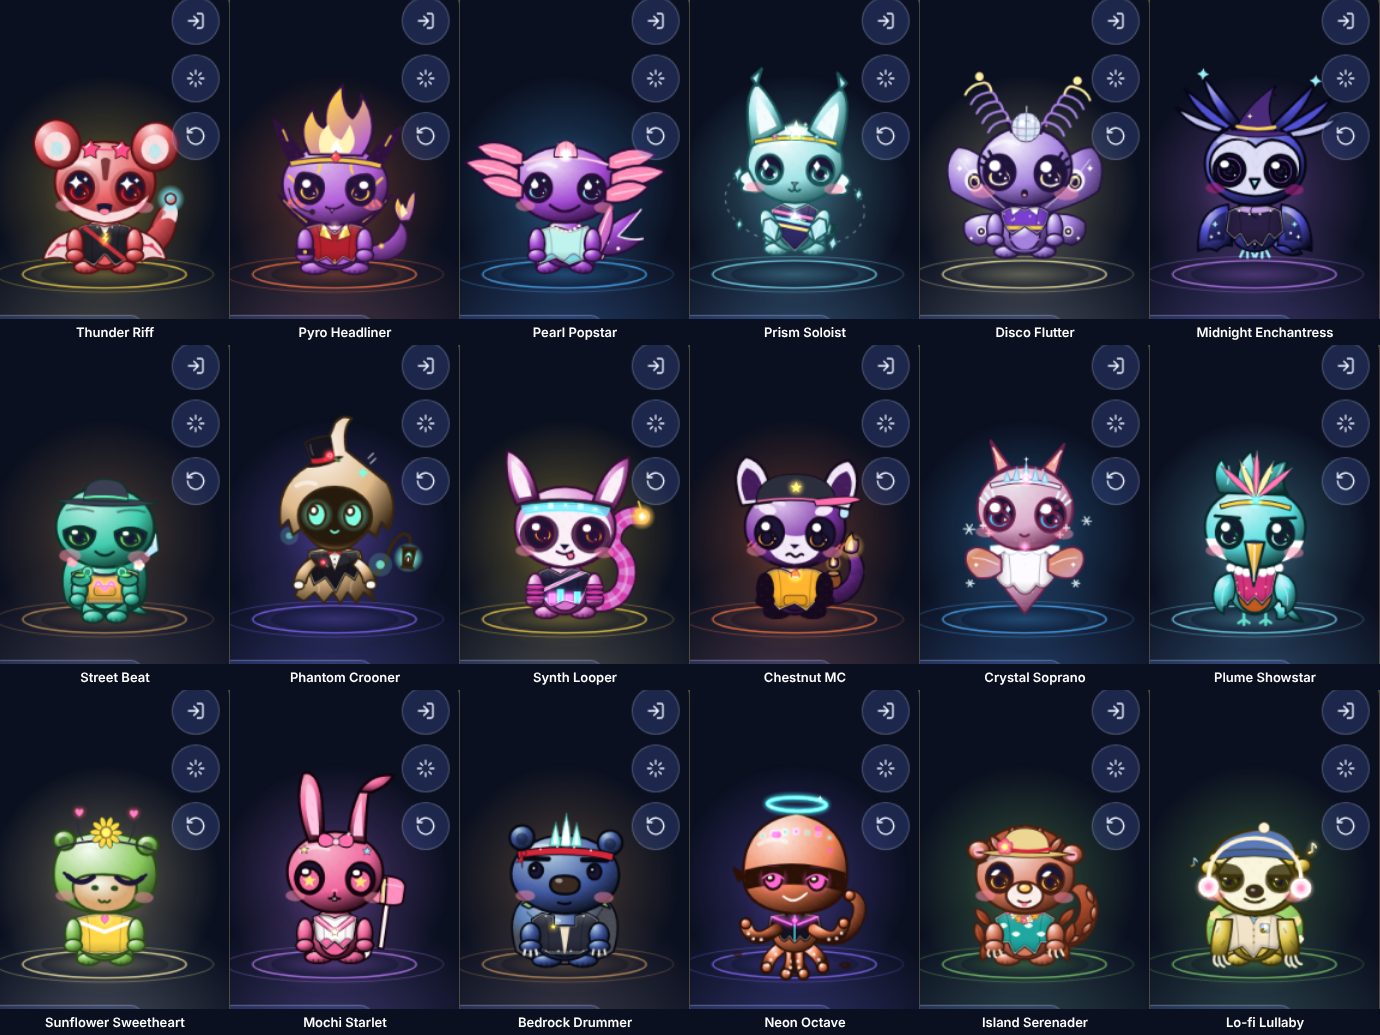 Thunder Riff
Pyro Headliner
Pearl Popstar
Prism Soloist
Disco Flutter
Midnight Enchantress
Street Beat
Phantom Crooner
Synth Looper
Chestnut MC
Crystal Soprano
Plume Showstar
Sunflower Sweetheart
Mochi Starlet
Bedrock Drummer
Neon Octave
Island Serenader
Lo-fi Lullaby